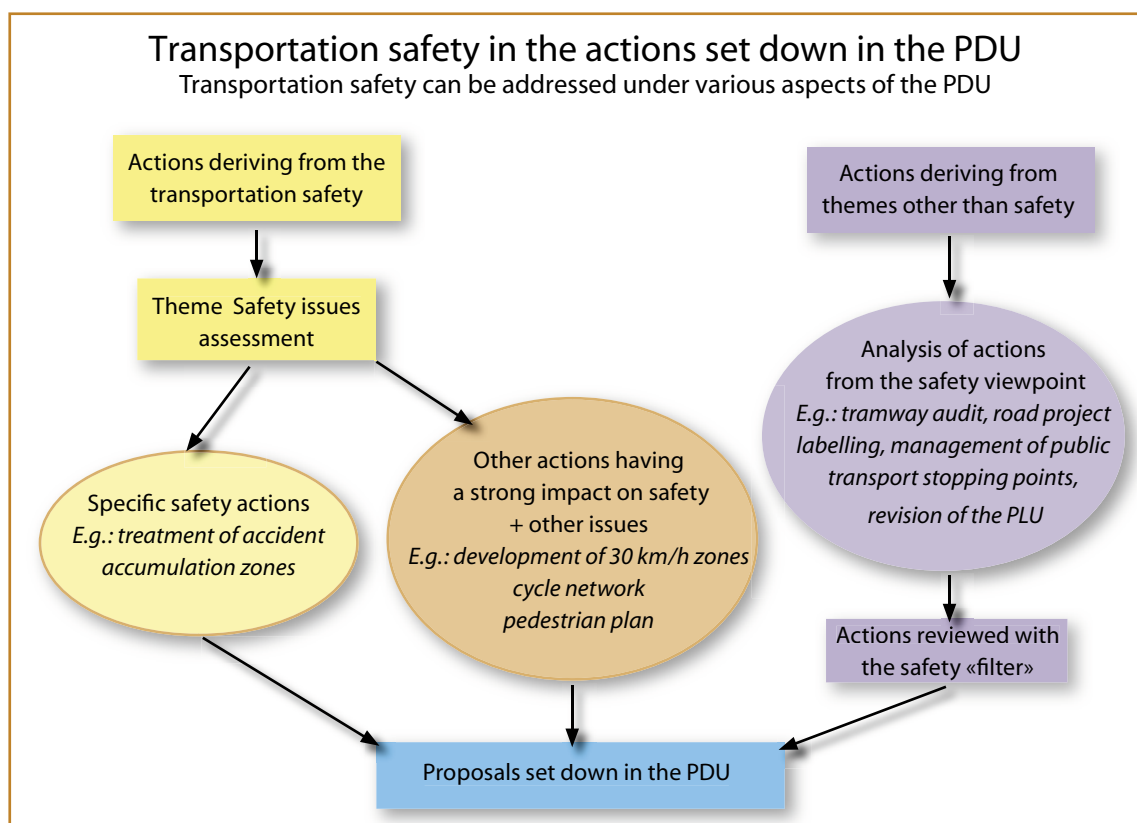 Transportation safety in the actions set down in the PDU
Transportation safety can be addressed under various aspects of the PDU
Actions deriving from the
transportation safety
Theme Safety issues
assessment
Specific safety actions
E.g.: treatment of accident
accumulation zones
Other actions having
a strong impact on safety
+ other issues
E.g.: development of 30 km/h zones
cycle network
pedestrian plan
Actions deriving from
themes other than safety
Analysis of actions
from the safety viewpoint
E.g.: tramway audit, road project
labelling, management of public
transport stopping points,
revision of the PLU
Actions reviewed with
the safety «filter»
Proposals set down in the PDU